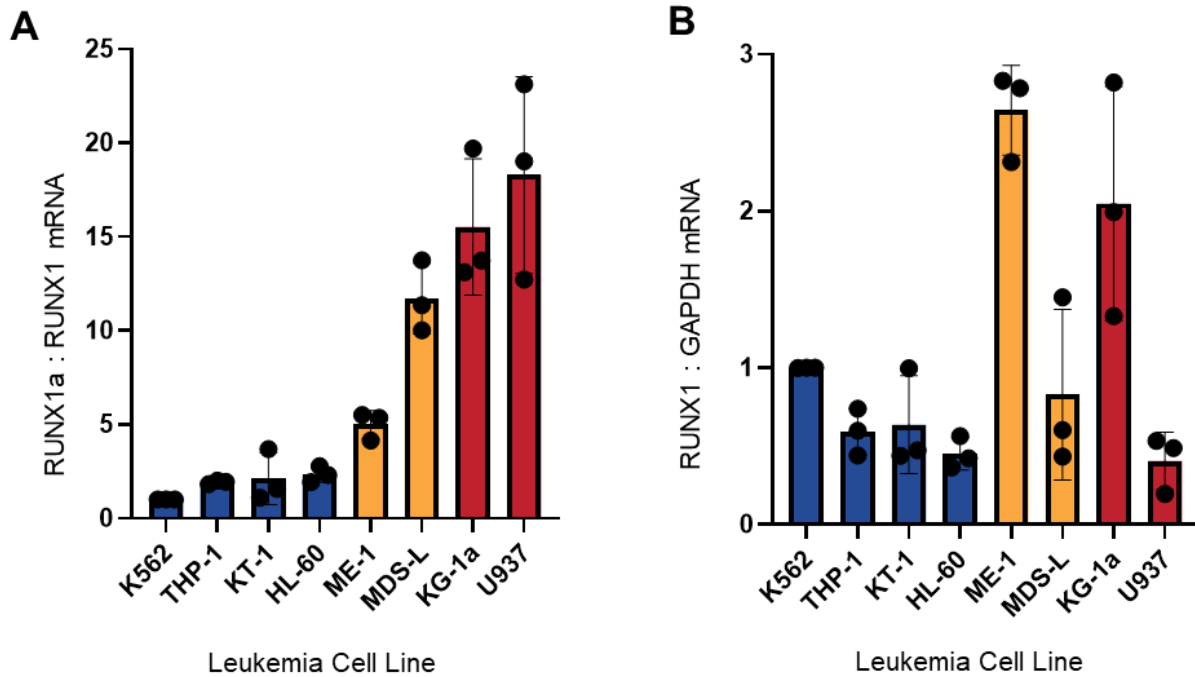 A
RUNX1a : RUNX1 mRNA
25
20
15
10
5
0
K562
THP-1
KT-1
HL-60
ME-1
MDS-L
KG-1a
U937
Leukemia Cell Line
B
RUNX1 : GAPDH mRNA
3
2
1
0
K562
THP-1
KT-1
HL-60
ME-1
MDS-L
KG-1a
U937
Leukemia Cell Line